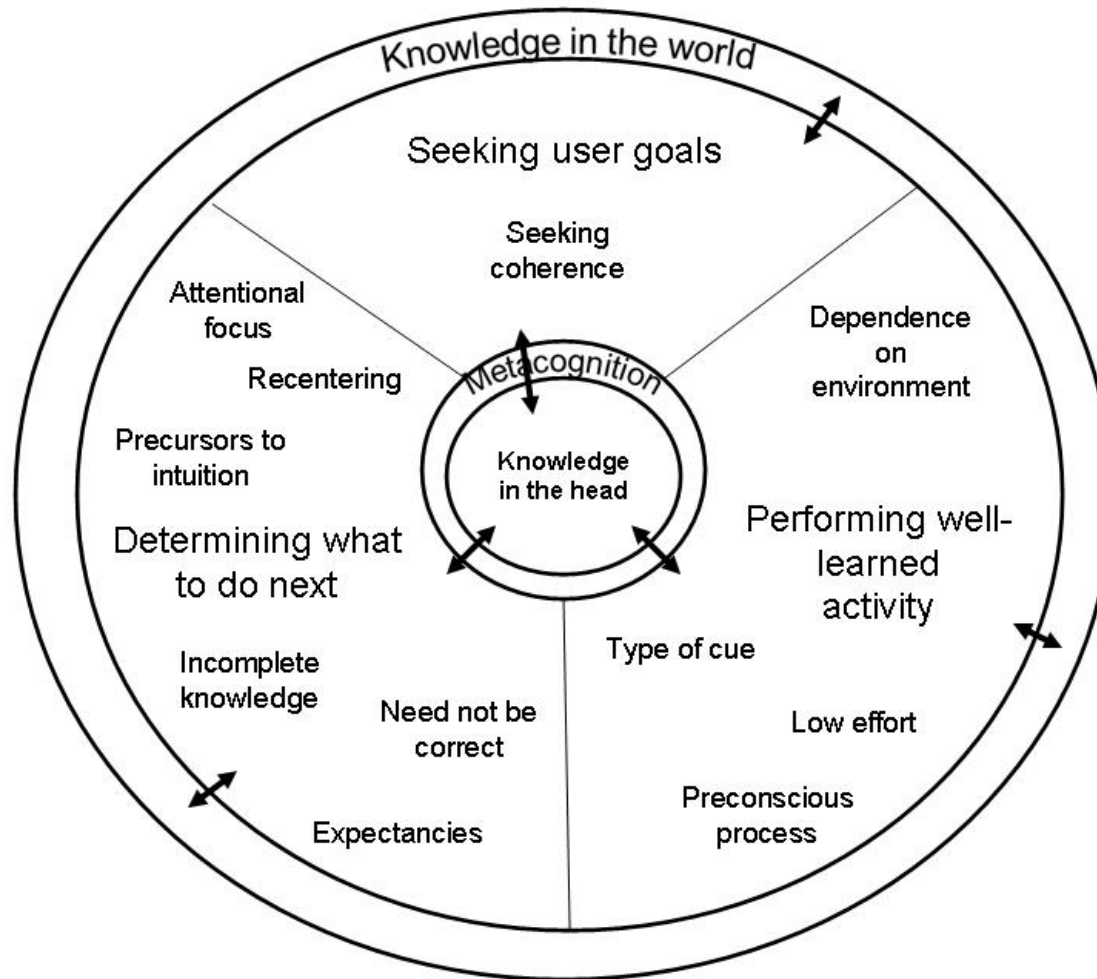 Knowledge in the world
Seeking user goals
Seeking
coherence
Attentional
focus
Recentering
Precursors to
intuition
Determining what
to do next
Incomplete
knowledge
Need not be
correct
Expectancies
Metacognition
Knowledge
in the head
Dependence
on
environment
Performing well-
learned
activity
Type of cue
Low effort
Preconscious
process